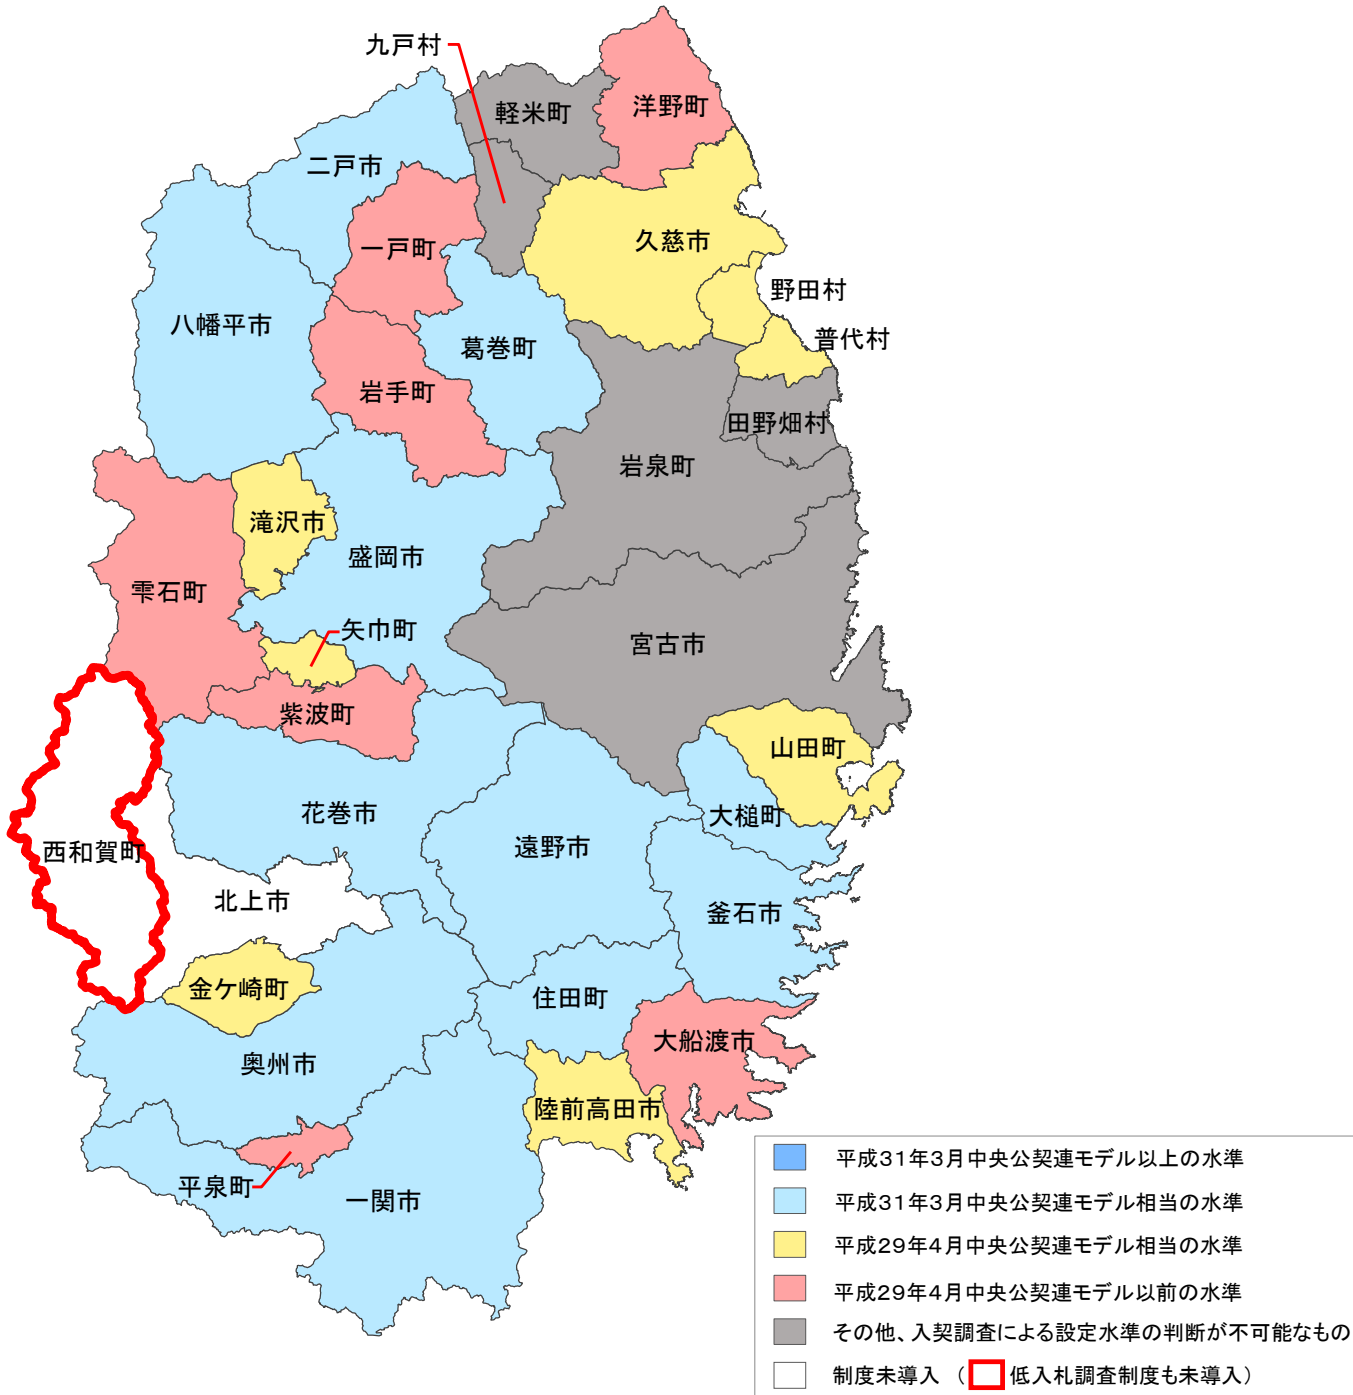 九戸村
軽米町
洋野町
二戸市
一戸町
久慈市
野田村
八幡平市
葛巻町
普代村
岩手町
田野畑村
岩泉町
滝沢市
盛岡市
雫石町
矢巾町
宮古市
紫波町
山田町
花巻市
大槌町
西和賀町
遠野市
北上市
釜石市
金ケ崎町
住田町
大船渡市
奥州市
陸前高田市
平泉町
一関市
平成31年3月中央公契連モデル以上の水準
平成31年3月中央公契連モデル相当の水準
平成29年4月中央公契連モデル相当の水準
平成29年4月中央公契連モデル以前の水準
その他、入契調査による設定水準の判断が不可能なもの
制度未導入 （ 低入札調査制度も未導入）